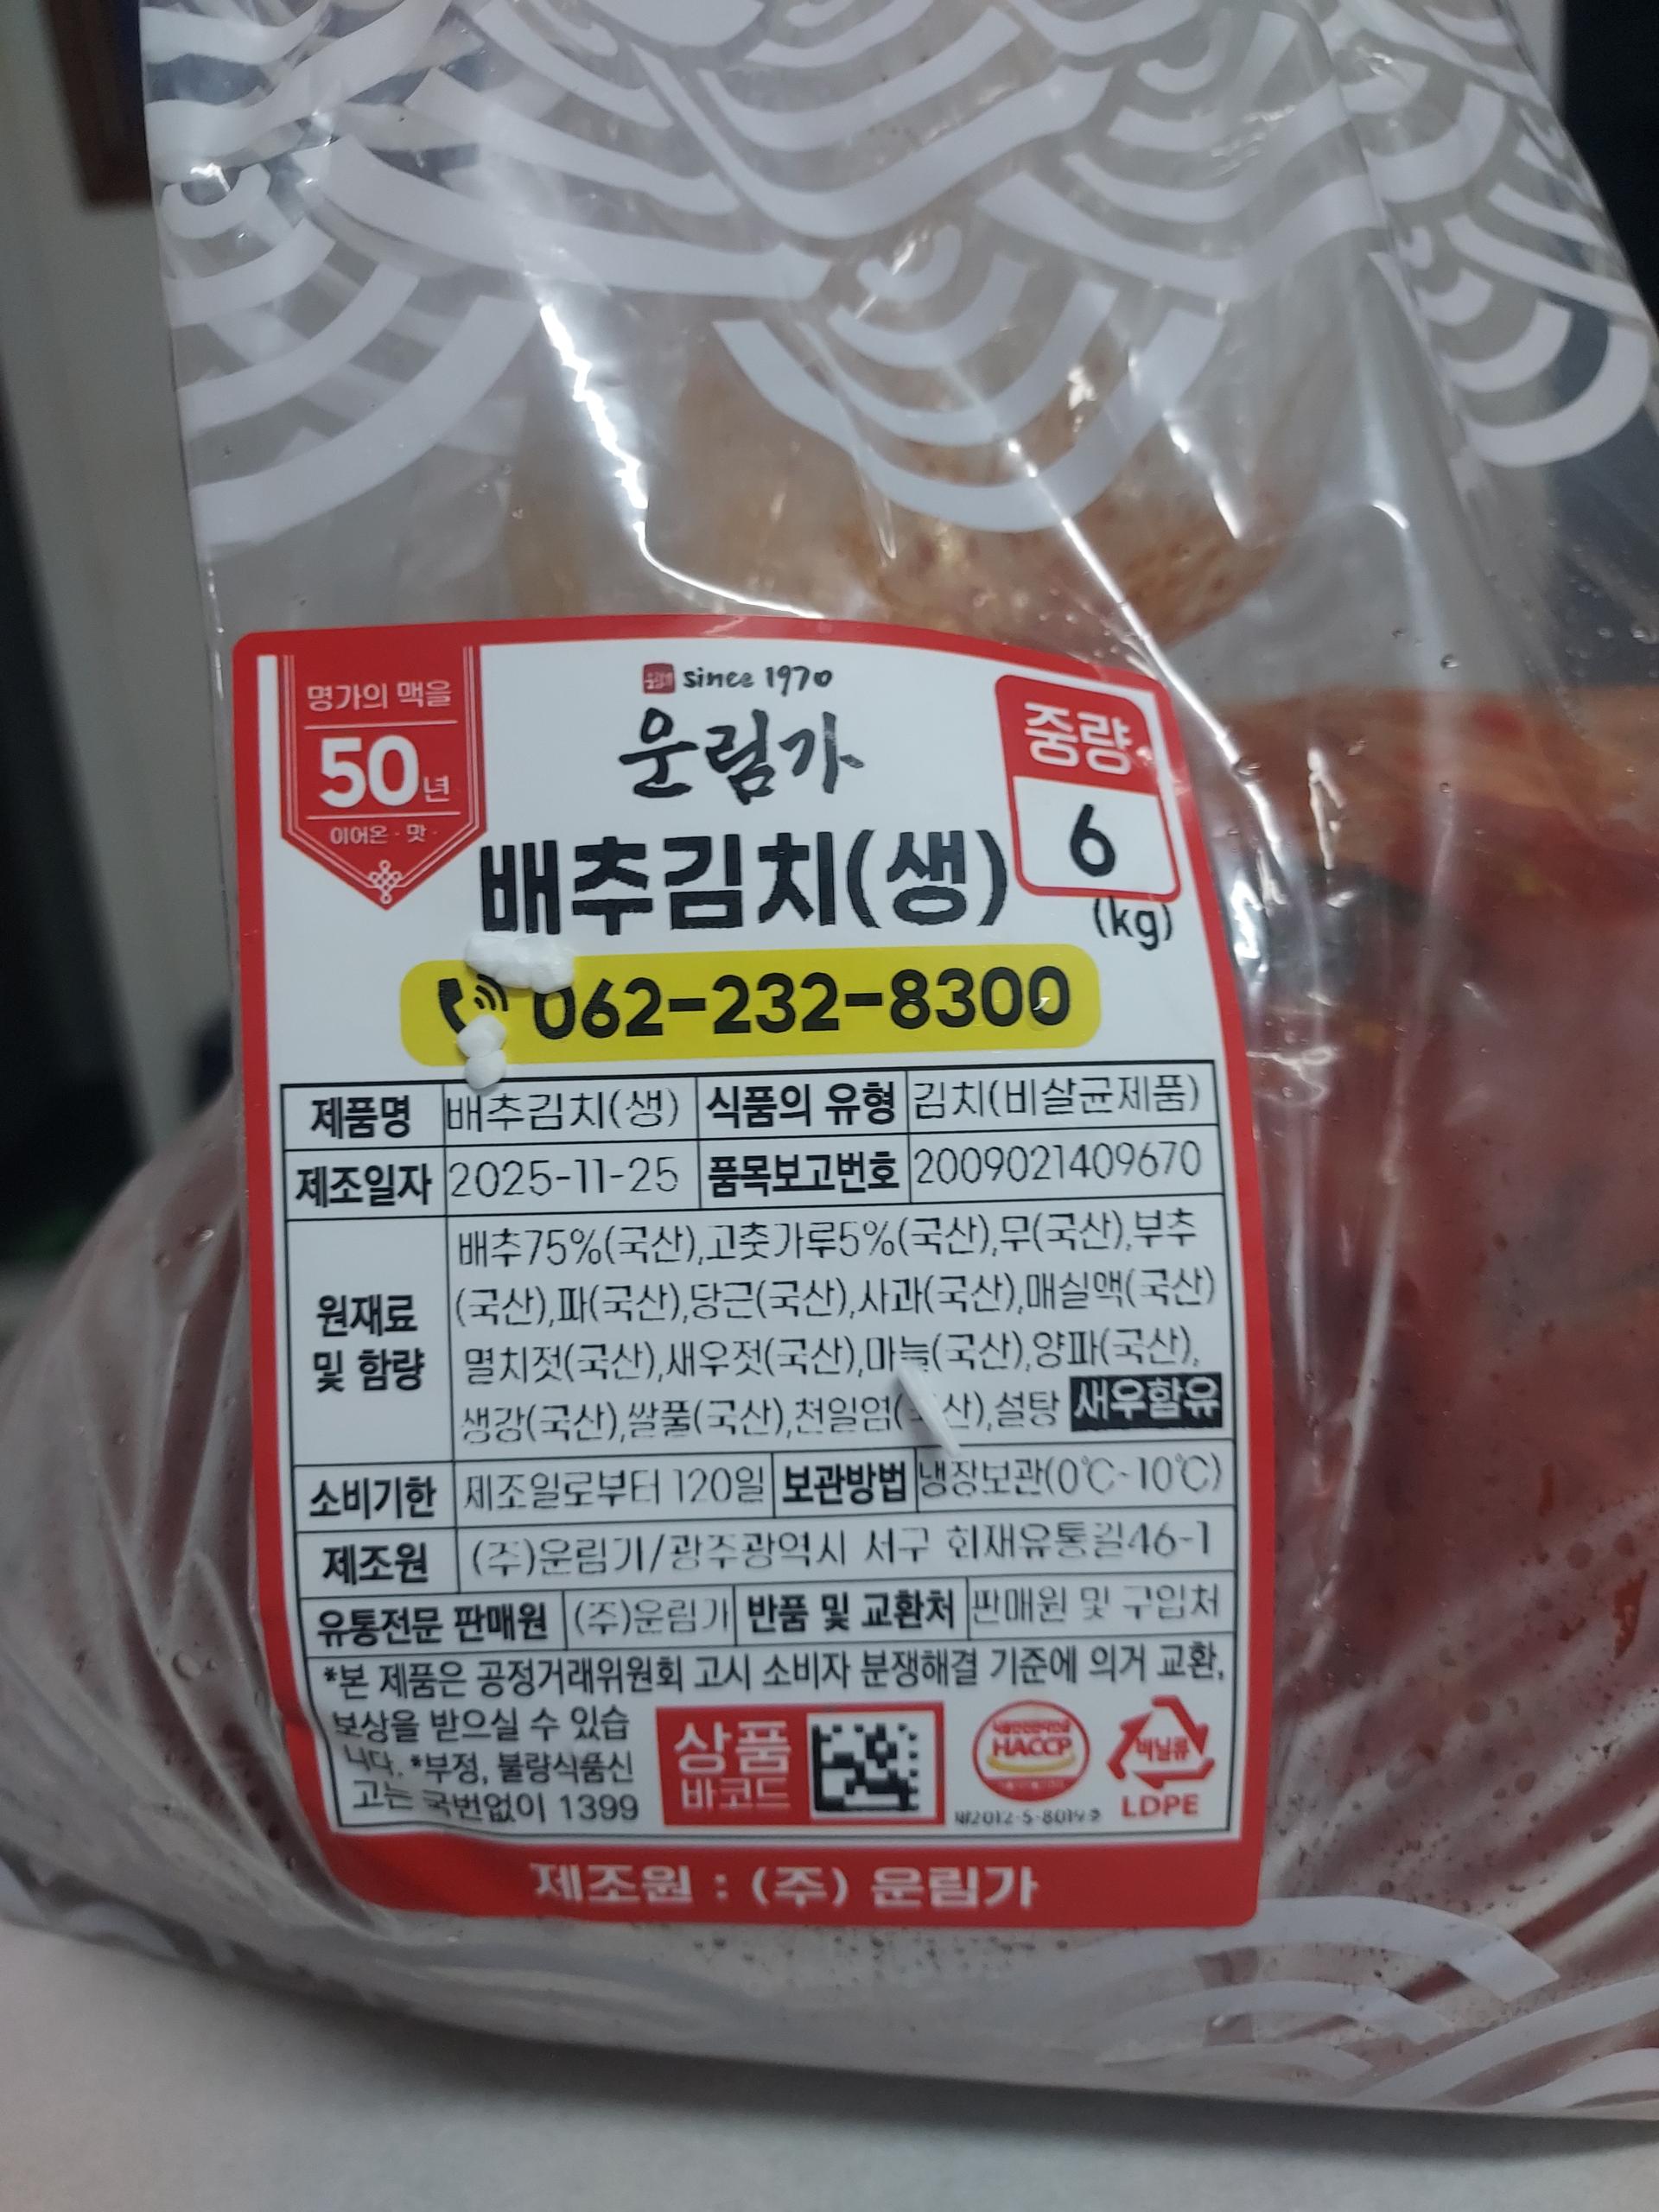 명가의 맥을
50년
이어온 · 맛 ·
since 1970
운림가
중량
6
(kg)
배추김치(생)
062-232-8300
제품명 배추김치(생) 식품의 유형 김치(비살균제품)
제조일자 2025-11-25 품목보고번호 2009021409670
원재료 및 함량
배추75%(국산),고춧가루5%(국산),무(국산),부추
(국산),파(국산),당근(국산),사과(국산),매실액(국산)
멸치젓(국산),새우젓(국산),마늘(국산),양파(국산),
생강(국산),쌀풀(국산),천일염( 산),설탕 새우함유
소비기한 제조일로부터 120일 보관방법 냉장보관(0℃~10℃)
제조원 (주)운림가/광주광역시 서구 회재유통길46-1
유통전문 판매원 (주)운림가 반품 및 교환처 판매원 및 구입처
*본 제품은 공정거래위원회 고시 소비자 분쟁해결 기준에 의거 교환,
보상을 받으실 수 있습
니다. *부정, 불량식품신
고는 국번없이 1399
상품
바코드
HACCP
제2012-5-8019호
비닐류
LDPE
제조원 : (주) 운림가